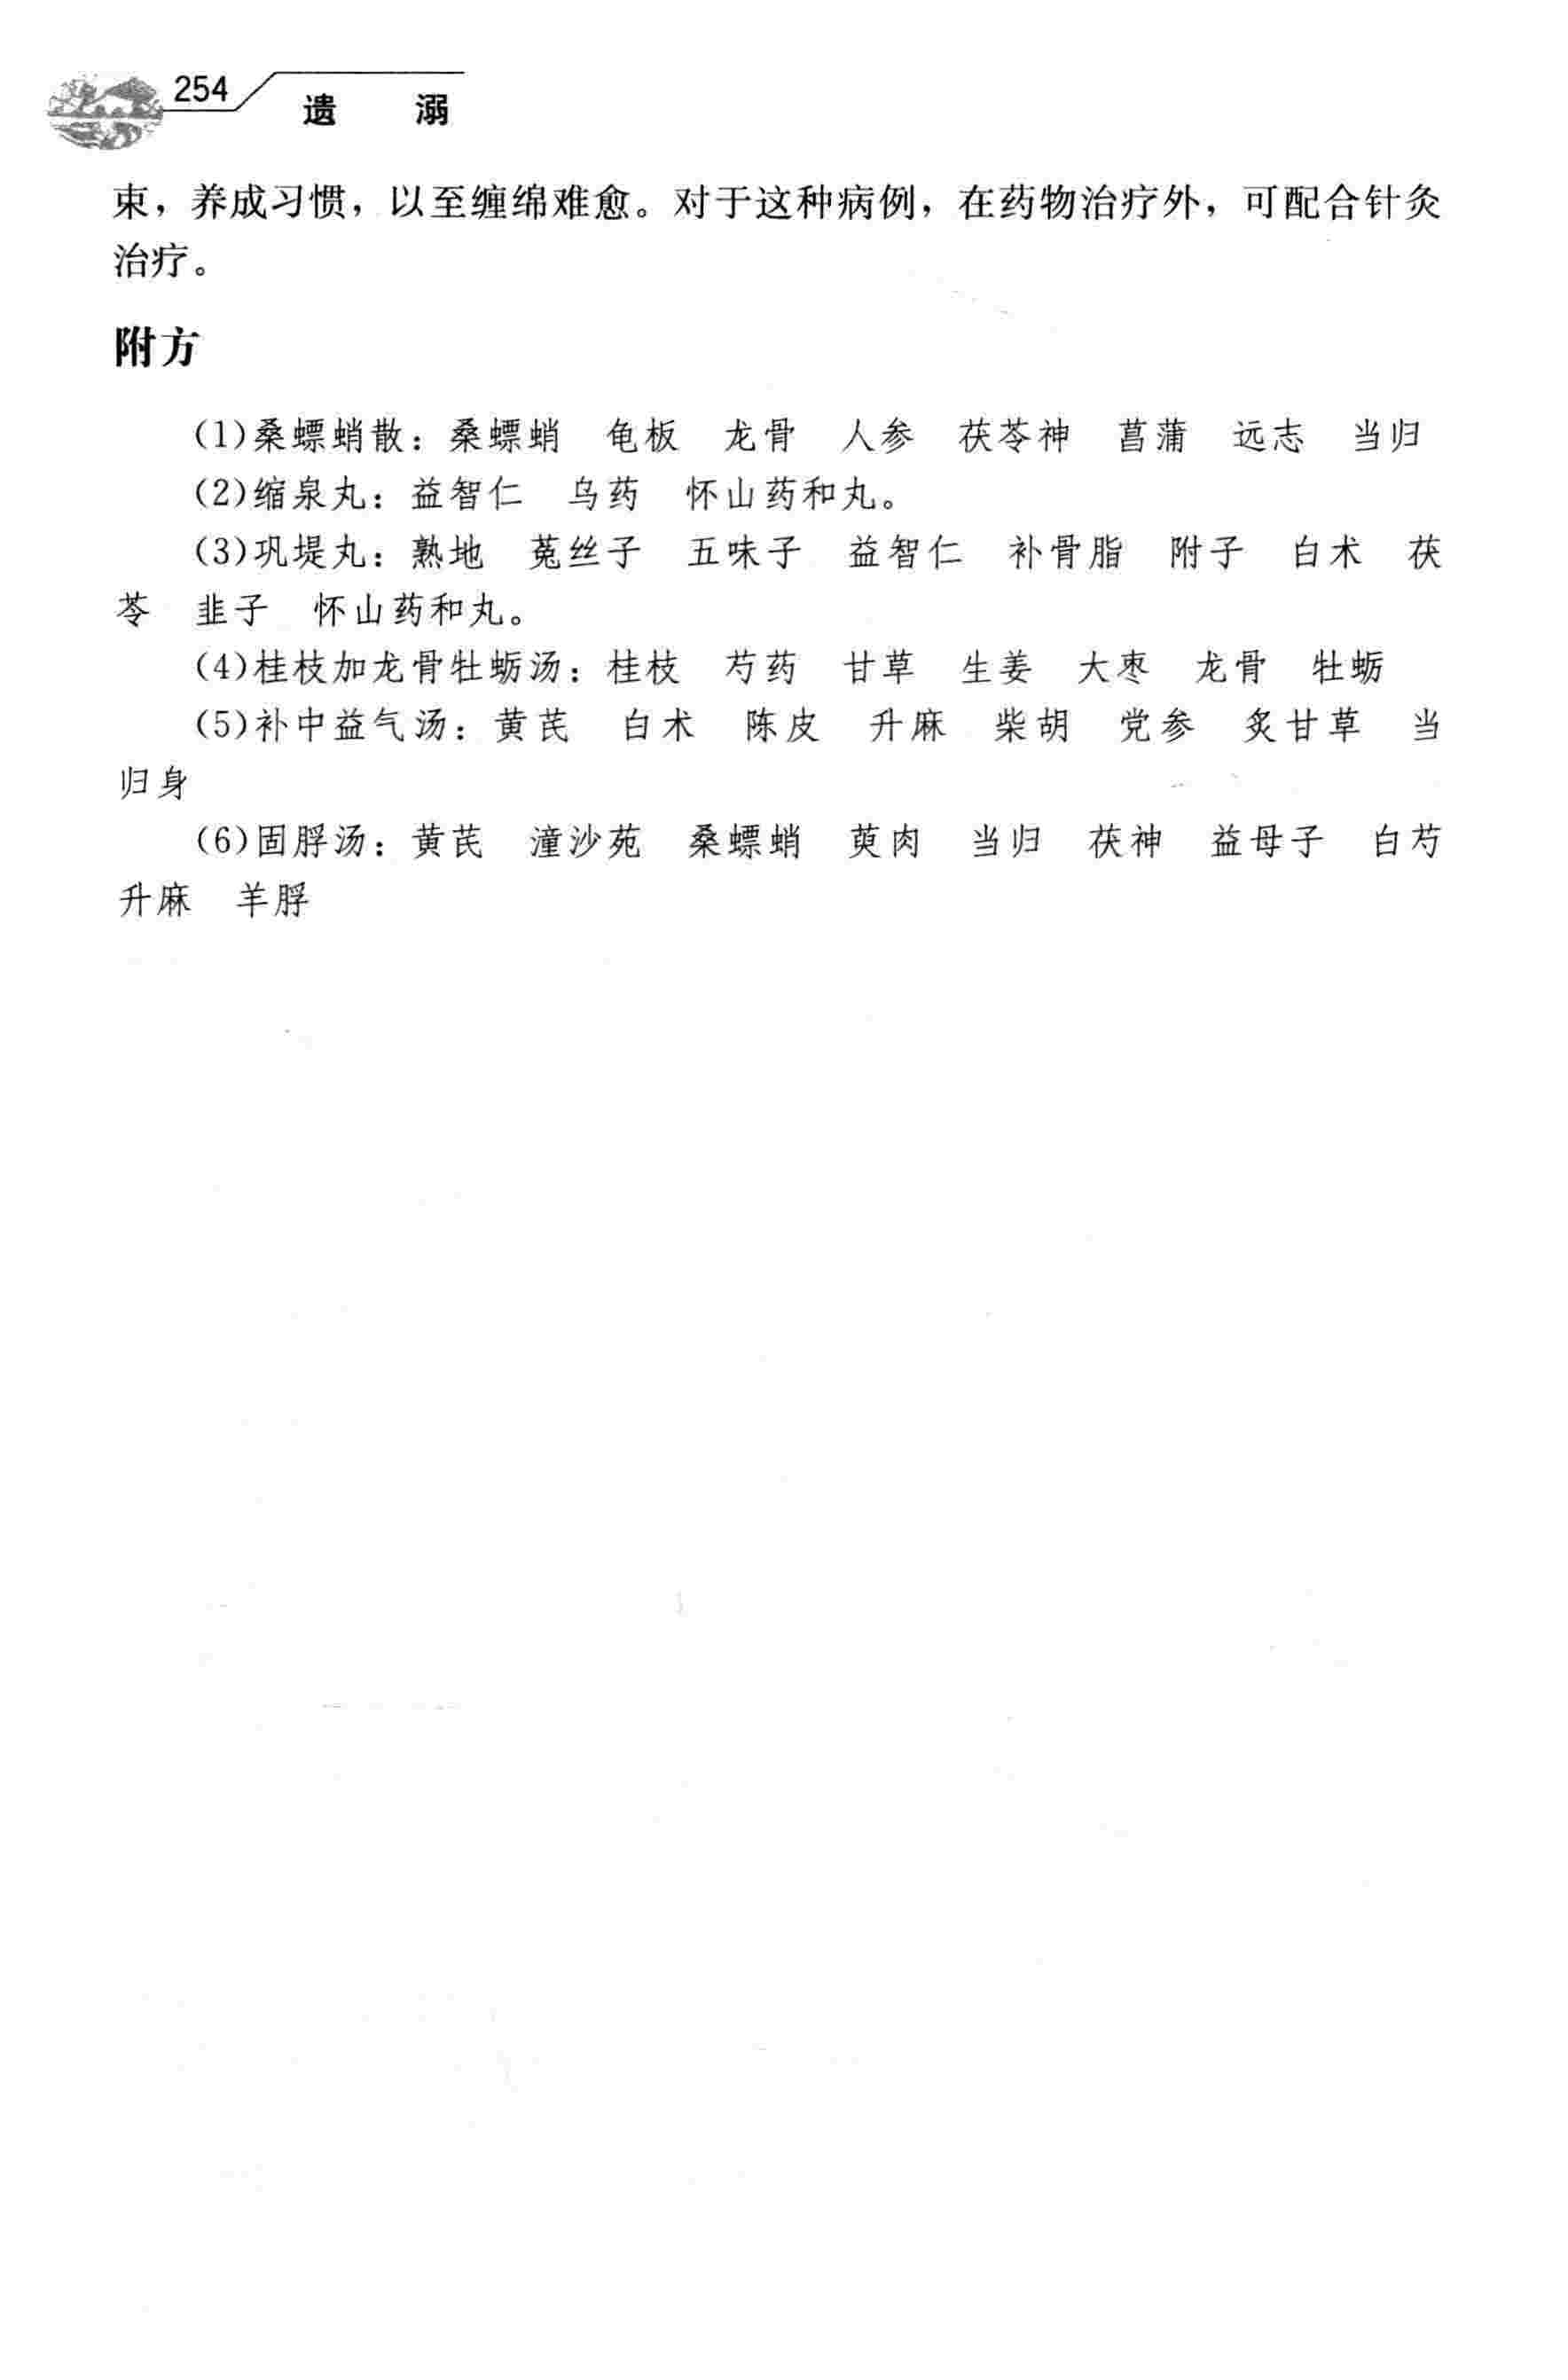 254
遗 溺
束，养成习惯，以至缠绵难愈。对于这种病例，在药物治疗外，可配合针灸
治疗。
附方
(1)桑螵蛸散：桑螵蛸 龟板 龙骨 人参 茯苓神 菖蒲 远志 当归
(2)缩泉丸：益智仁 乌药 怀山药和丸。
(3)巩堤丸：熟地 菟丝子 五味子 益智仁 补骨脂 附子 白术 茯
苓 韭子 怀山药和丸。
(4)桂枝加龙骨牡蛎汤：桂枝 芍药 甘草 生姜 大枣 龙骨 牡蛎
(5)补中益气汤：黄芪 白术 陈皮 升麻 柴胡 党参 炙甘草 当
归身
(6)固脬汤：黄芪 潼沙苑 桑螵蛸 萸肉 当归 茯神 益母子 白芍
升麻 羊脬